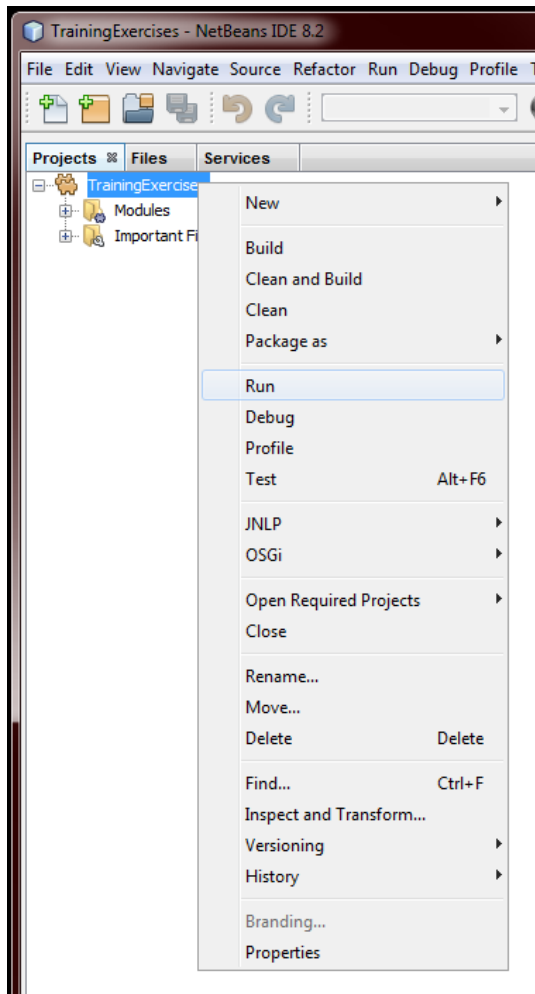 TrainingExercises - NetBeans IDE 8.2
File Edit View Navigate Source Refactor Run Debug Profile
Projects Files Services
TrainingExercise
Modules
Important Fi
New
Build
Clean and Build
Clean
Package as
Run
Debug
Profile
Test Alt+F6
JNLP
OSGi
Open Required Projects
Close
Rename...
Move...
Delete Delete
Find... Ctrl+F
Inspect and Transform...
Versioning
History
Branding...
Properties